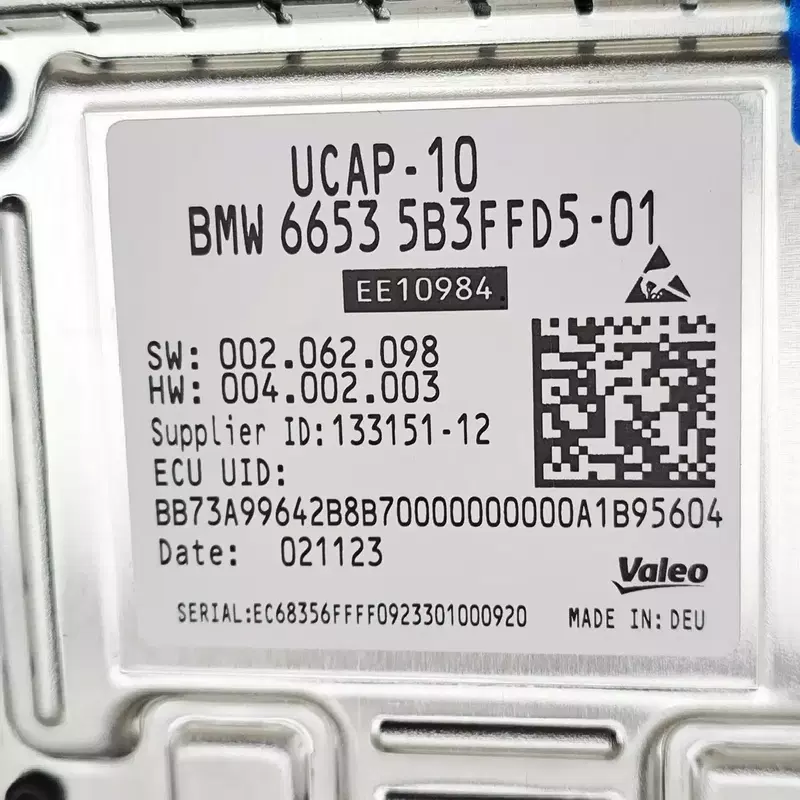 UCAP-10
BMW 6653 5B3FFD5-01
EE10984
SW: 002.062.098
HW: 004.002.003
Supplier ID:133151-12
ECU UID:
BB73A99642B8B70000000000A1B95604
Date: 021123
Valeo
SERIAL:EC68356FFFF0923301000920
MADE IN: DEU